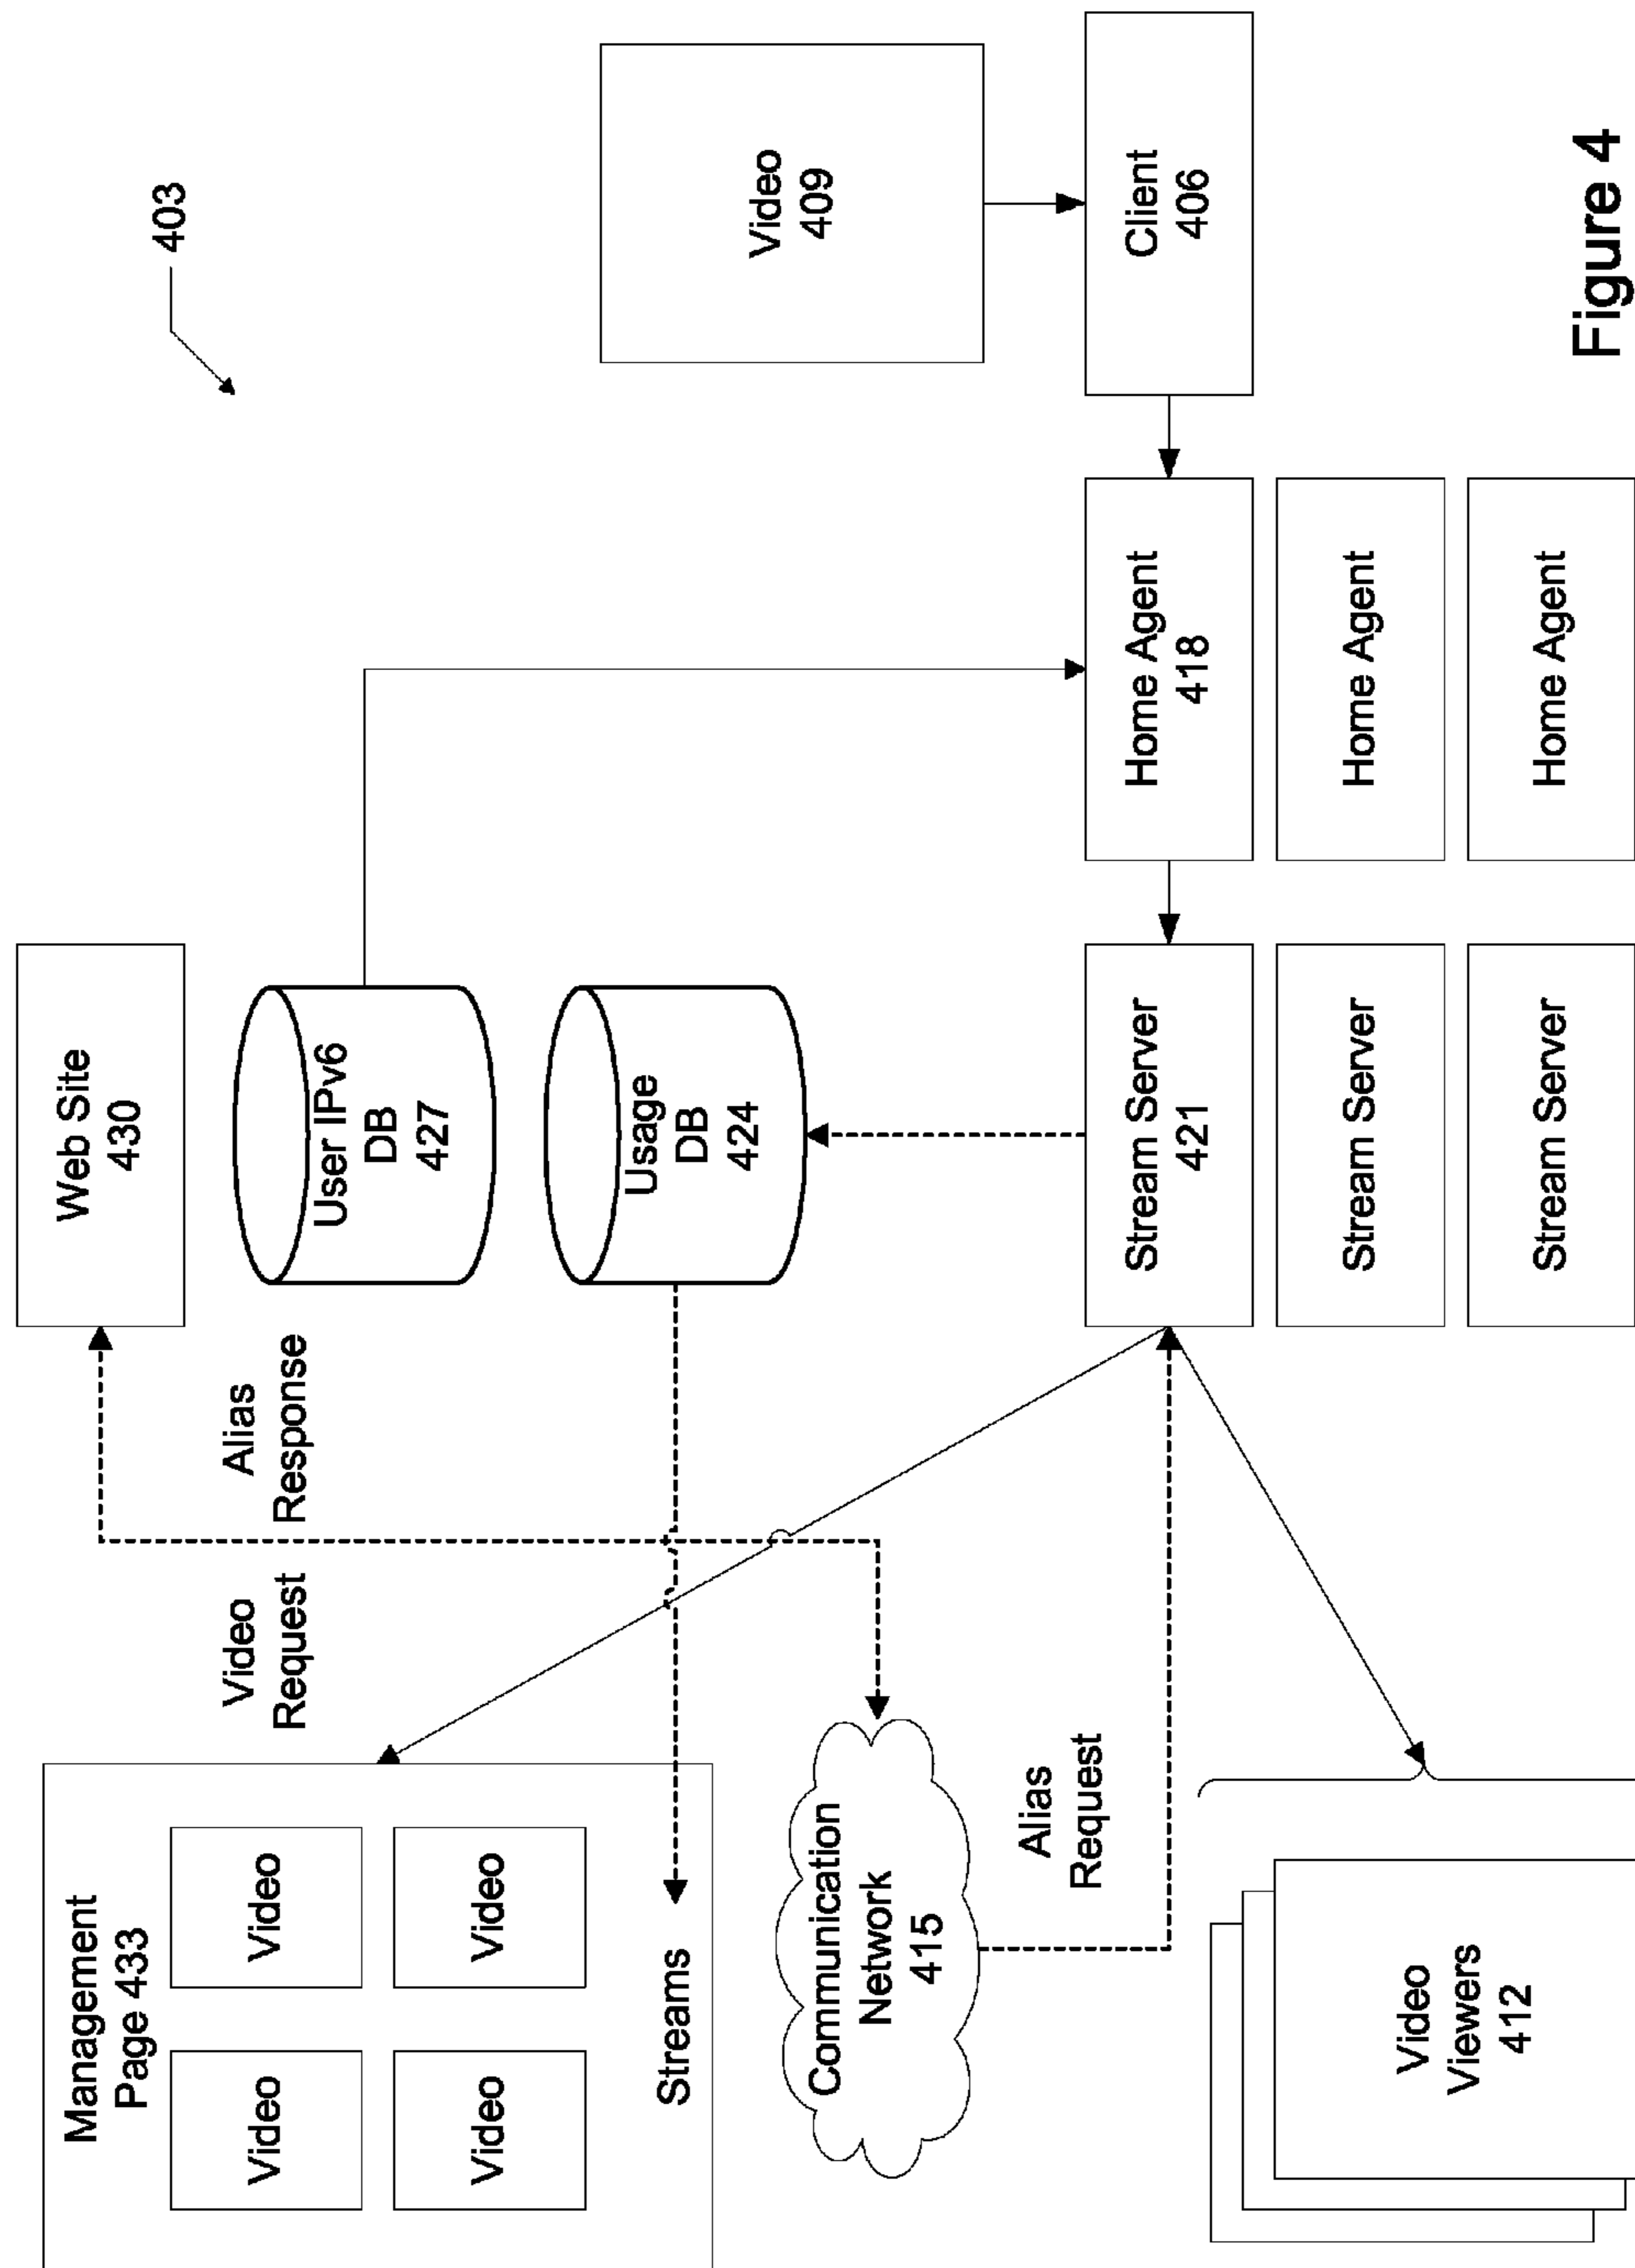 403
Management
Page 433
Video
Video
Video
Video
Streams
Video
Request
Alias
Response
Web Site
430
User IPv6
DB
427
Usage
DB
424
Video
409
Communication
Network
415
Alias
Request
Video
Viewers
412
Stream Server
421
Stream Server
Stream Server
Home Agent
418
Home Agent
Home Agent
Client
406
Figure 4